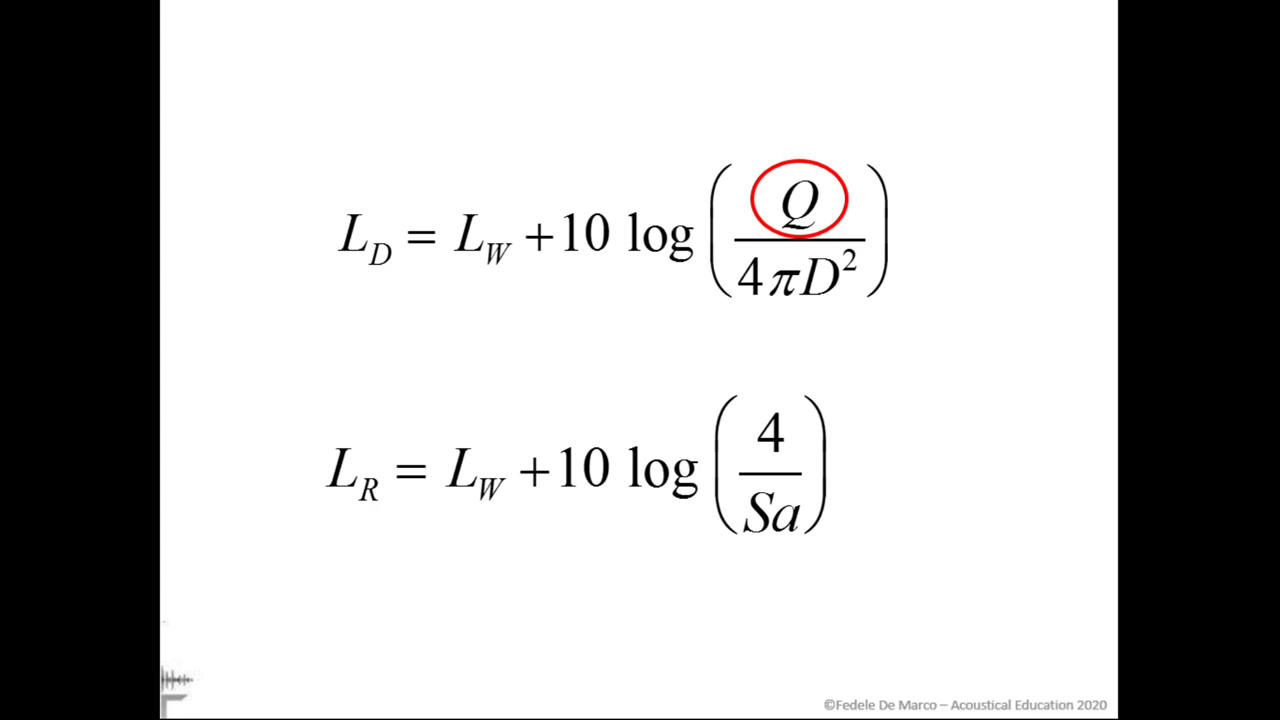 L_D = L_W + 10 log (Q / 4πD²)
L_R = L_W + 10 log (4 / Sa)
©Fedele De Marco – Acoustical Education 2020